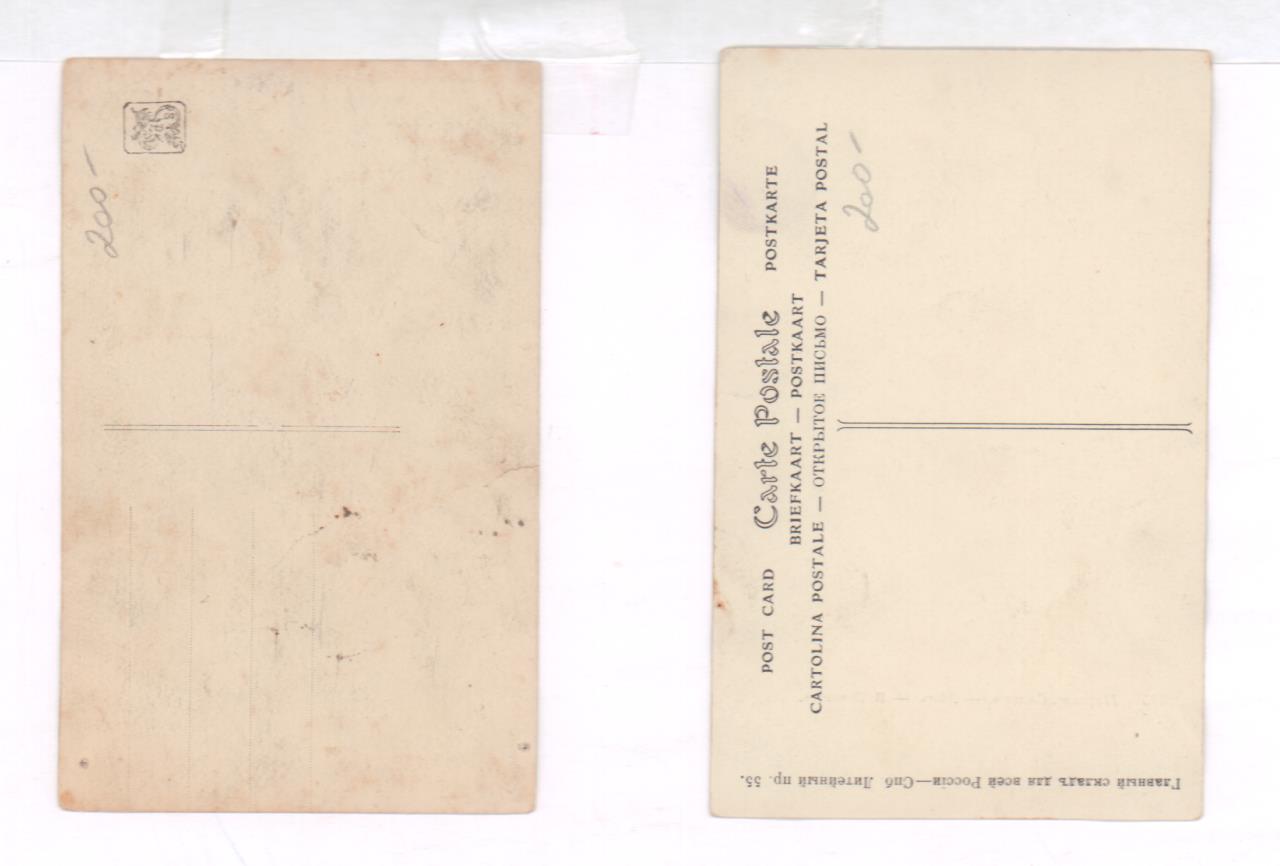 200-
POST CARD Carte Postale POSTKARTE
BRIEFKAART — POSTKAART
CARTOLINA POSTALE — ОТКРЫТОЕ ПИСЬМО — TARJETA POSTAL
200-
Главный складъ для всей Россіи—Спб Литейный пр. 55.